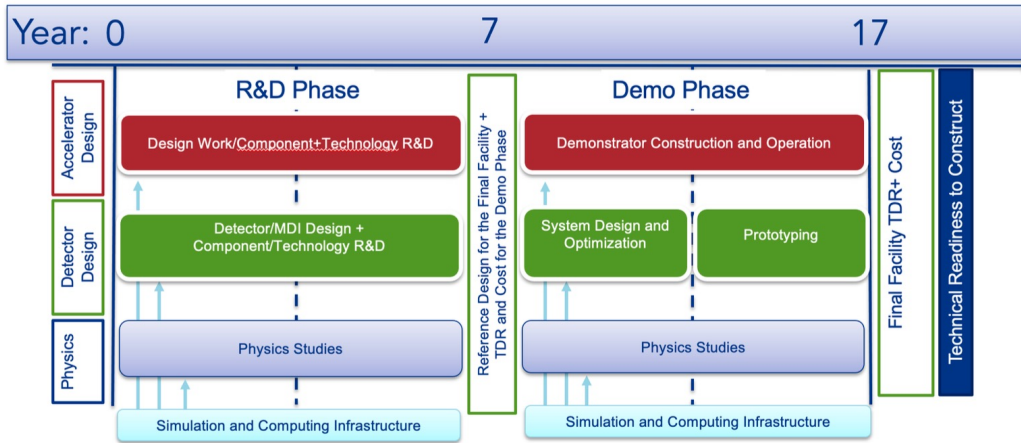 Year: 0 7 17
R&D Phase
Demo Phase
Accelerator
Design
Design Work/Component+Technology R&D
Demonstrator Construction and Operation
Detector
Design
Detector/MDI Design +
Component/Technology R&D
System Design and
Optimization
Prototyping
Physics
Physics Studies
Physics Studies
Simulation and Computing Infrastructure
Simulation and Computing Infrastructure
Reference Design for the Final Facility +
TDR and Cost for the Demo Phase
Final Facility TDR+ Cost
Technical Readiness to Construct